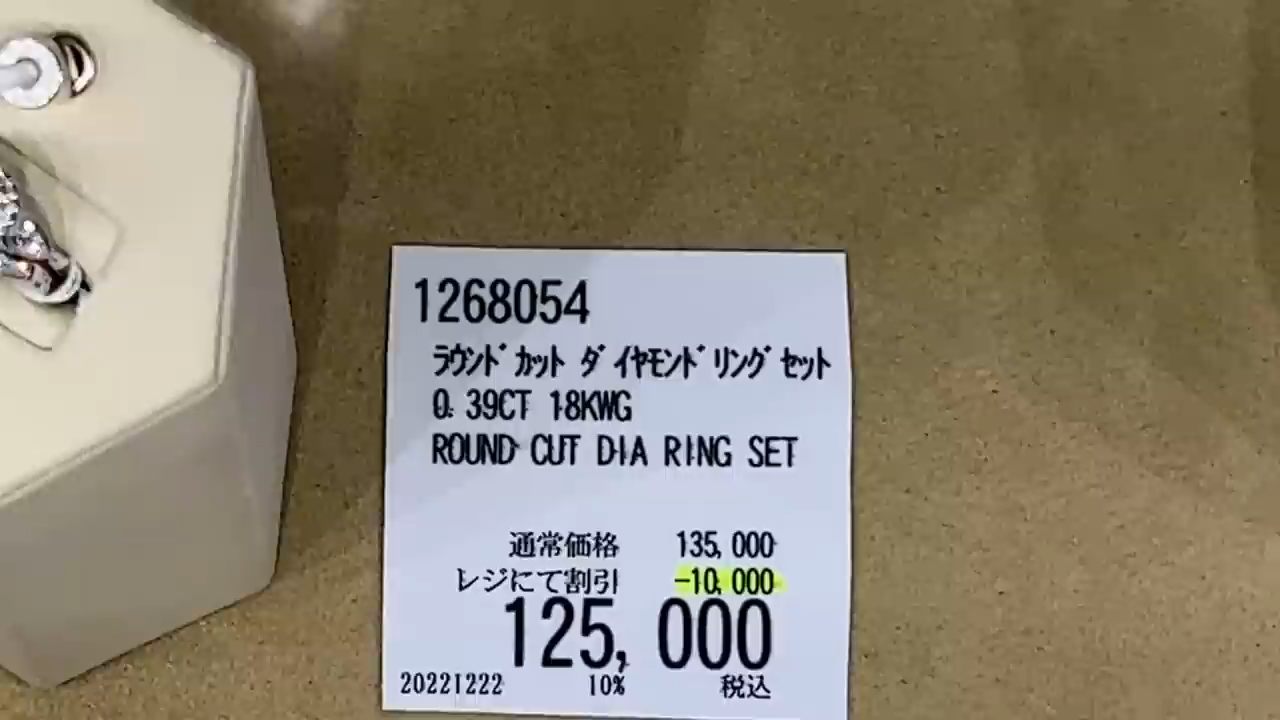 1268054
ﾗｳﾝﾄﾞｶｯﾄ ﾀﾞｲﾔﾓﾝﾄﾞﾘﾝｸﾞｾｯﾄ
0.39CT 18KWG
ROUND CUT DIA RING SET
通常価格 135,000
レジにて割引 -10,000
125,000
20221222 10% 税込